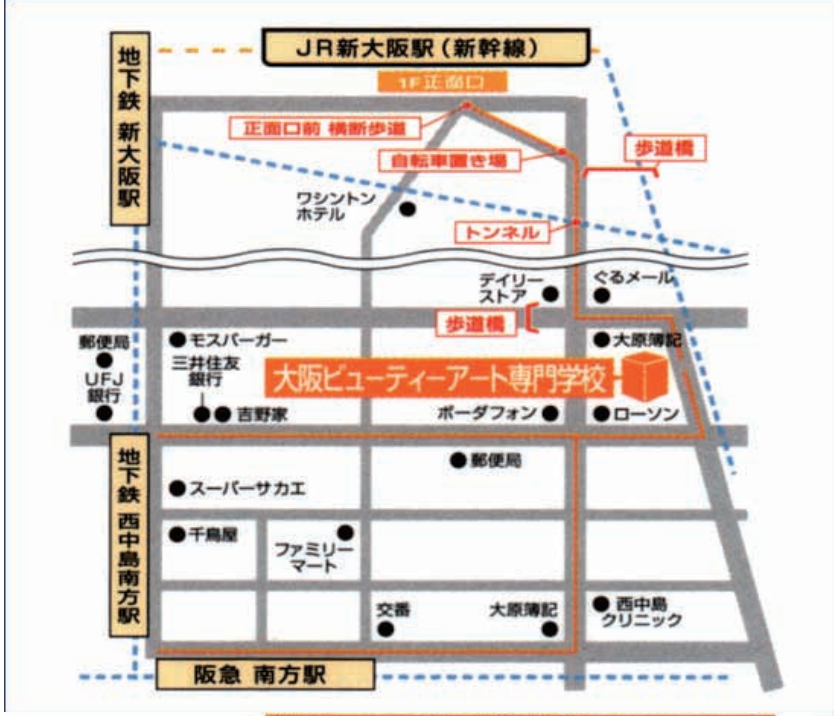 JR新大阪駅(新幹線)
1F正面口
地下鉄 新大阪駅
正面口前 横断歩道
自転車置き場
歩道橋
ワシントン
ホテル
トンネル
デイリー
ストア
ぐるメール
歩道橋
郵便局
モスバーガー
大原簿記
UFJ
銀行
三井住友
銀行
大阪ビューティーアート専門学校
吉野家
ボーダフォン
ローソン
地下鉄 西中島南方駅
郵便局
スーパーサカエ
千鳥屋
ファミリー
マート
交番
大原簿記
西中島
クリニック
阪急 南方駅